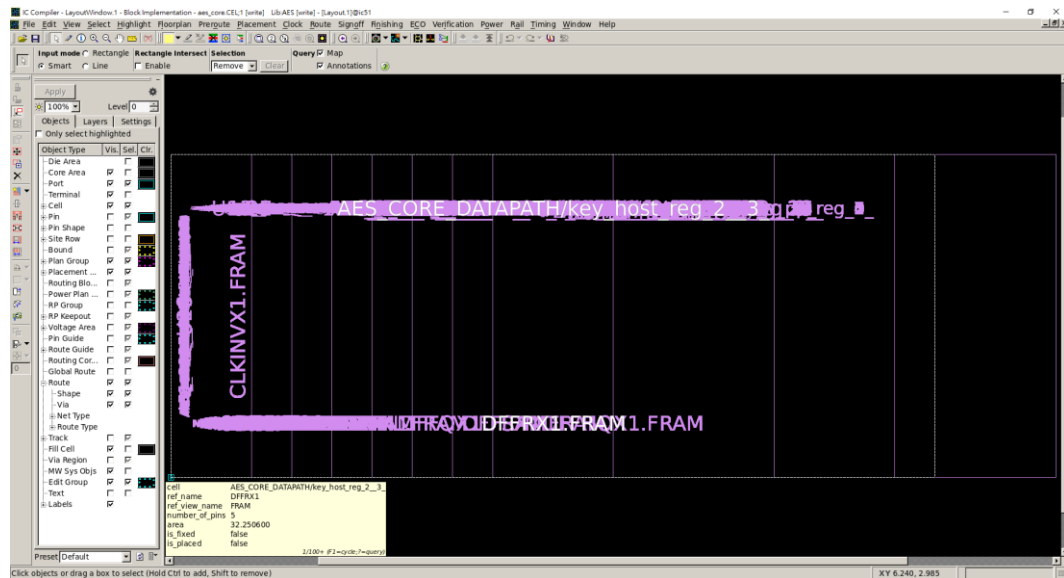 IC Compiler - LayoutWindow.1 - Block Implementation - aes_core.CEL;1 [write] Lib:AES [write] - [Layout.1]@ic51
File Edit View Select Highlight Floorplan Preroute Placement Clock Route Signoff Finishing ECO Verification Power Rail Timing Window Help
Input mode Rectangle Rectangle Intersect Selection Query Map
Smart Line Enable Remove Clear Annotations
Apply
100% Level 0
Objects Layers Settings
Only select highlighted
Object Type Vis. Sel. Clr.
Die Area
Core Area
Port
Terminal
Cell
Pin
Pin Shape
Site Row
Bound
Plan Group
Placement ...
Routing Blo...
Power Plan ...
RP Group
RP Keepout
Voltage Area
Pin Guide
Route Guide
Routing Cor...
Global Route
Route
Shape
Via
Net Type
Route Type
Track
Fill Cell
Via Region
MW Sys Objs
Edit Group
Text
Labels
0
Preset Default
AES_CORE_DATAPATH/key_host_reg_2__3_
CLKINVX1.FRAM
DFFRX1.FRAM
cell AES_CORE_DATAPATH/key_host_reg_2__3_
ref_name DFFRX1
ref_view_name FRAM
number_of_pins 5
area 32.250600
is_fixed false
is_placed false
1/100+ (F1=cycle;?=query)
Click objects or drag a box to select (Hold Ctrl to add, Shift to remove)
XY 6.240, 2.985